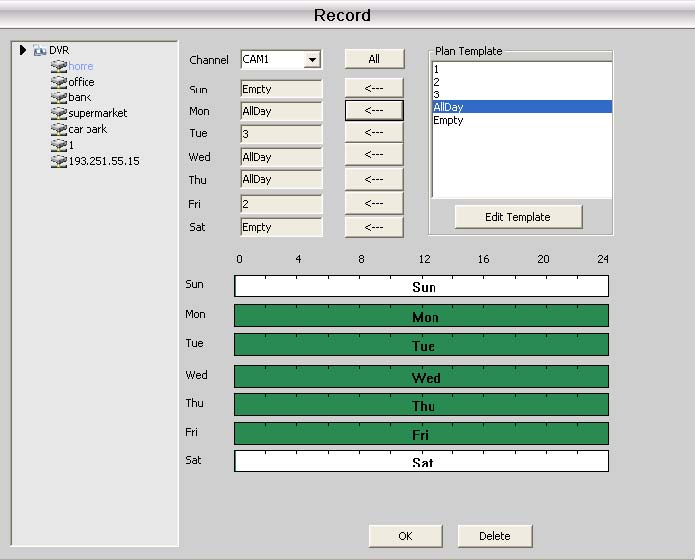 Record
DVR
home
office
bank
supermarket
car park
1
193.251.55.15
Channel CAM1 All
Sun Empty <---
Mon AllDay <---
Tue 3 <---
Wed AllDay <---
Thu AllDay <---
Fri 2 <---
Sat Empty <---
Plan Template
1
2
3
AllDay
Empty
Edit Template
0 4 8 12 16 20 24
Sun Sun
Mon Mon
Tue Tue
Wed Wed
Thu Thu
Fri Fri
Sat Sat
OK Delete